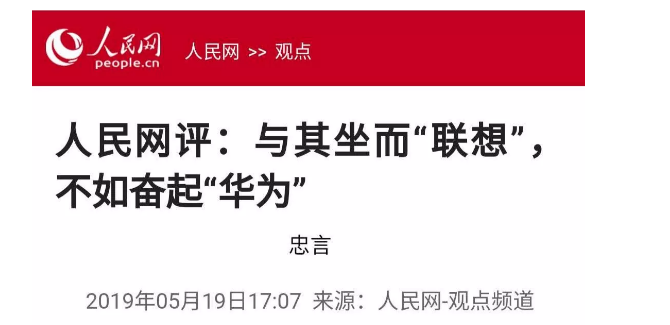 人民网 people.cn 人民网 >> 观点
人民网评：与其坐而“联想”，
不如奋起“华为”
忠言
2019年05月19日17:07 来源：人民网-观点频道